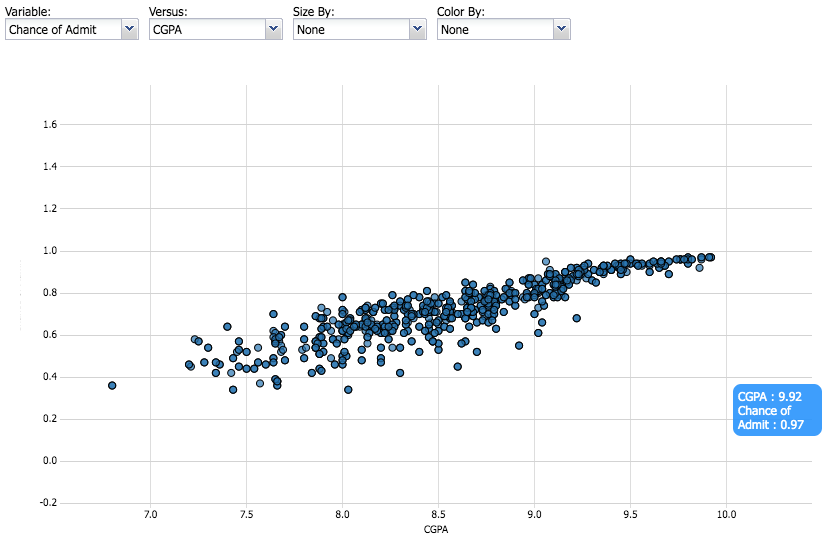 Variable: Versus: Size By: Color By:
Chance of Admit CGPA None None
1.6
1.4
1.2
1.0
0.8
0.6
0.4
0.2
0.0
-0.2
CGPA : 9.92
Chance of
Admit : 0.97
7.0 7.5 8.0 8.5 9.0 9.5 10.0
CGPA